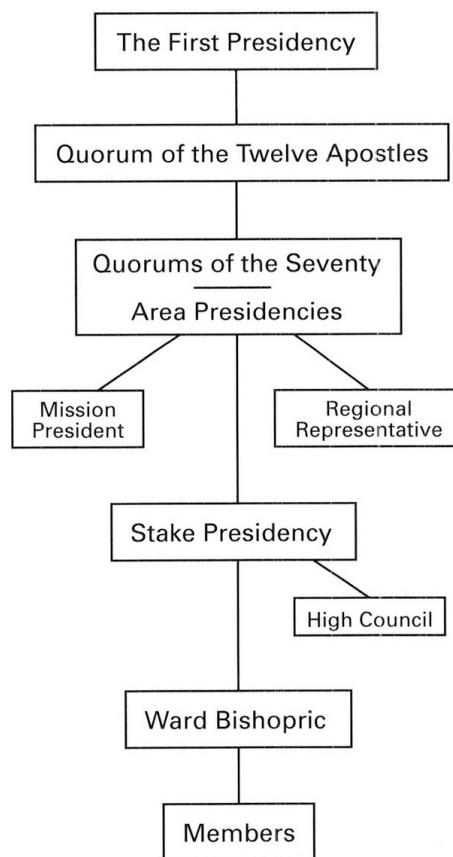 The First Presidency
Quorum of the Twelve Apostles
Quorums of the Seventy
Area Presidencies
Mission
President
Regional
Representative
Stake Presidency
High Council
Ward Bishopric
Members